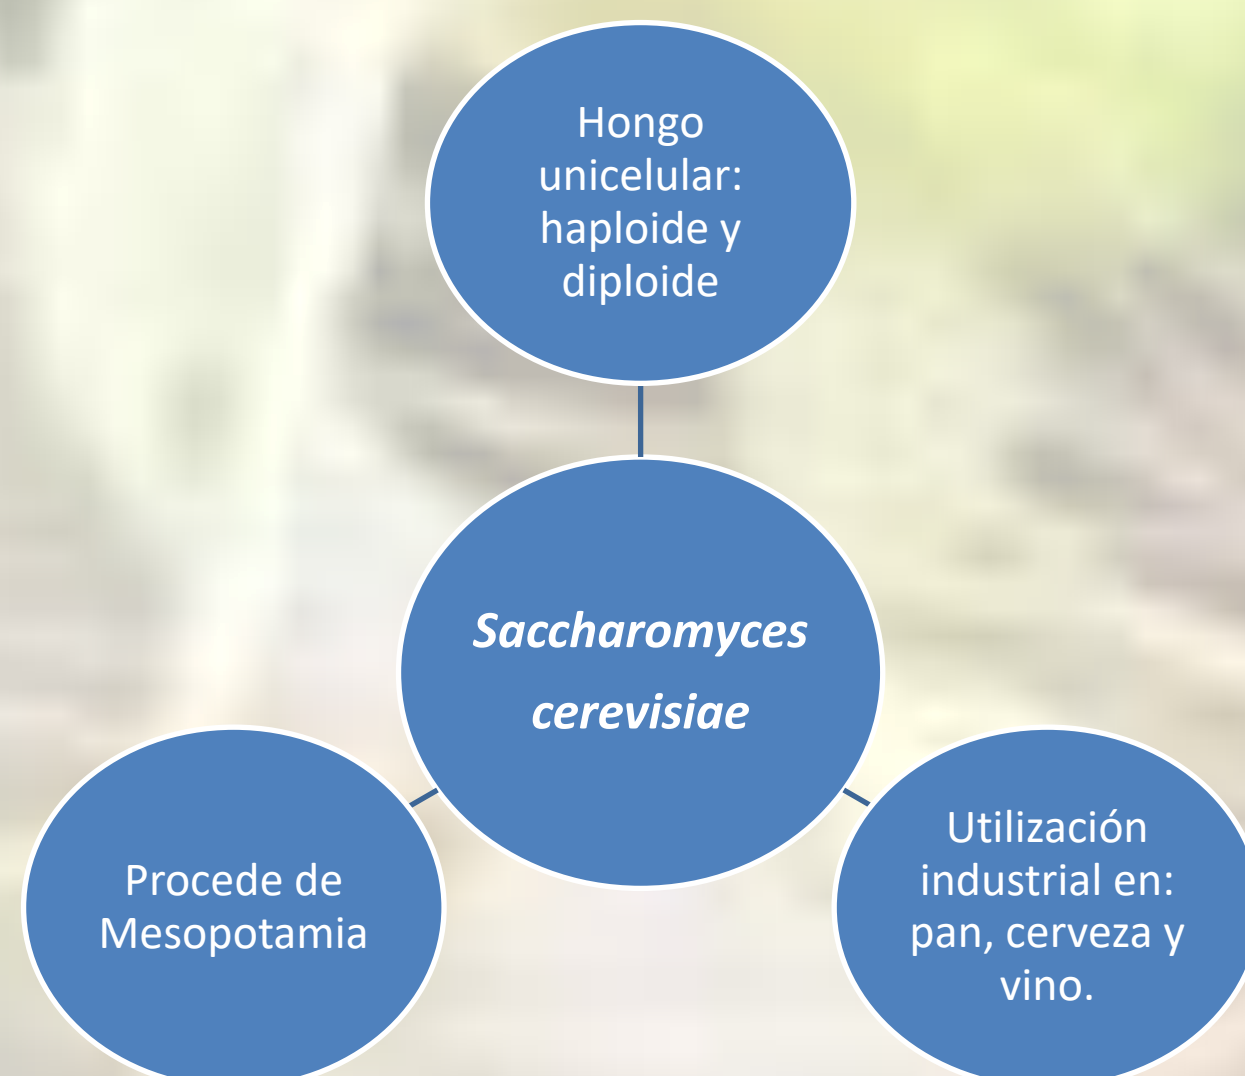 Hongo
unicelular:
haploide y
diploide
Saccharomyces
cerevisiae
Procede de
Mesopotamia
Utilización
industrial en:
pan, cerveza y
vino.